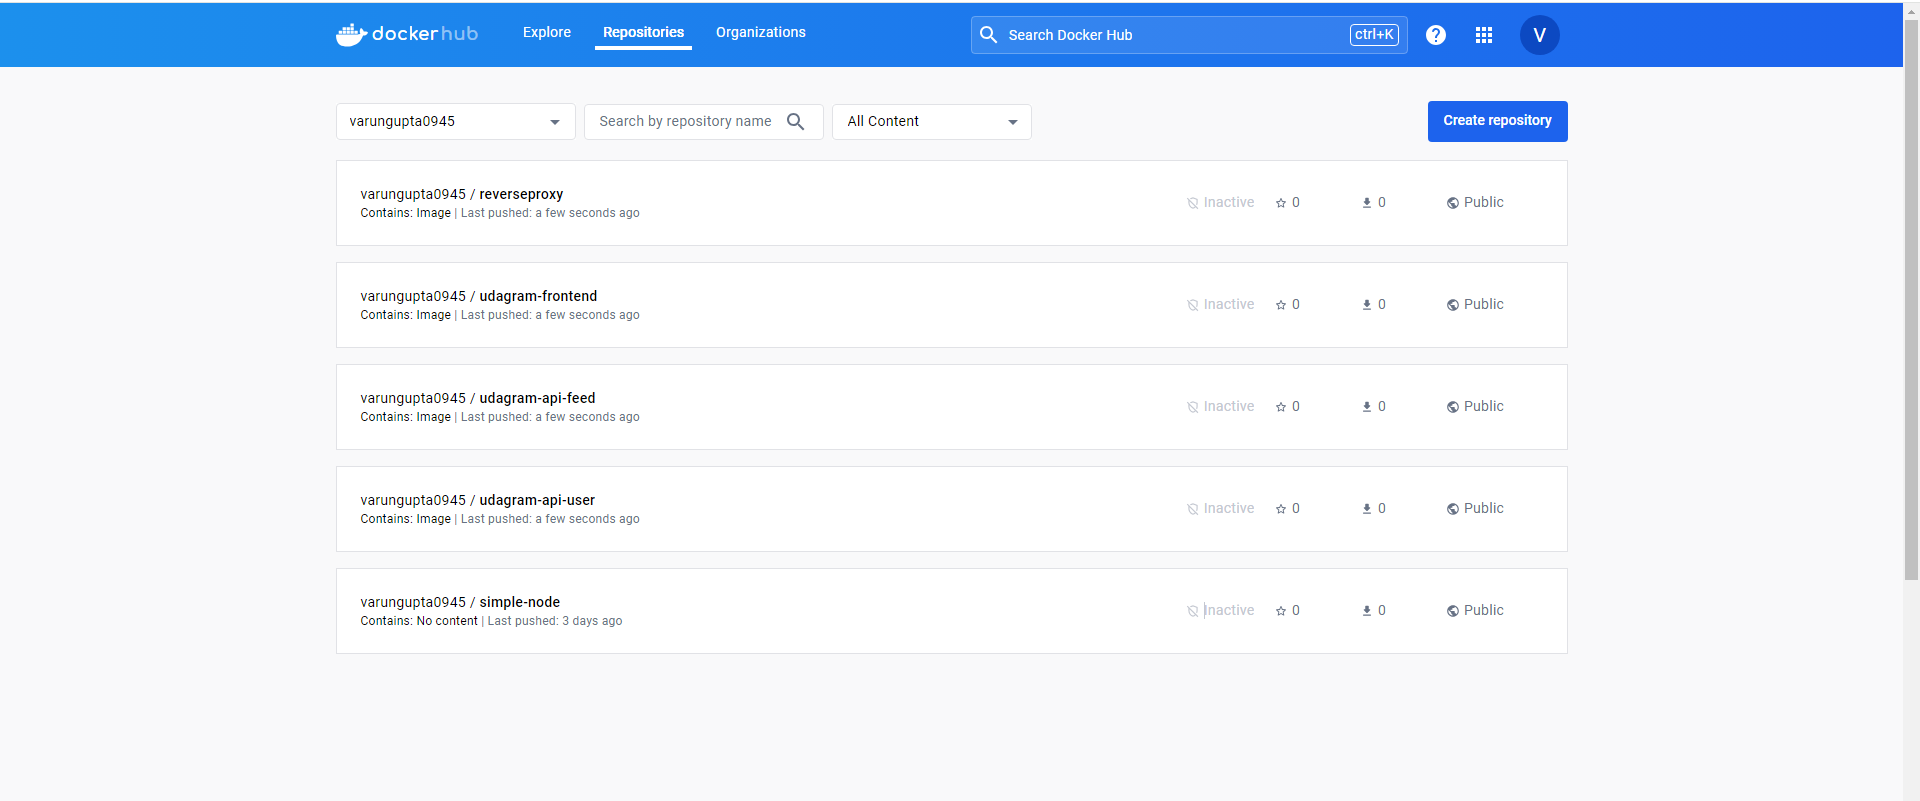 dockerhub Explore Repositories Organizations Search Docker Hub ctrl+K ? V
varungupta0945 Search by repository name All Content Create repository
varungupta0945 / reverseproxy
Contains: Image | Last pushed: a few seconds ago
Inactive 0 0 Public
varungupta0945 / udagram-frontend
Contains: Image | Last pushed: a few seconds ago
Inactive 0 0 Public
varungupta0945 / udagram-api-feed
Contains: Image | Last pushed: a few seconds ago
Inactive 0 0 Public
varungupta0945 / udagram-api-user
Contains: Image | Last pushed: a few seconds ago
Inactive 0 0 Public
varungupta0945 / simple-node
Contains: No content | Last pushed: 3 days ago
Inactive 0 0 Public